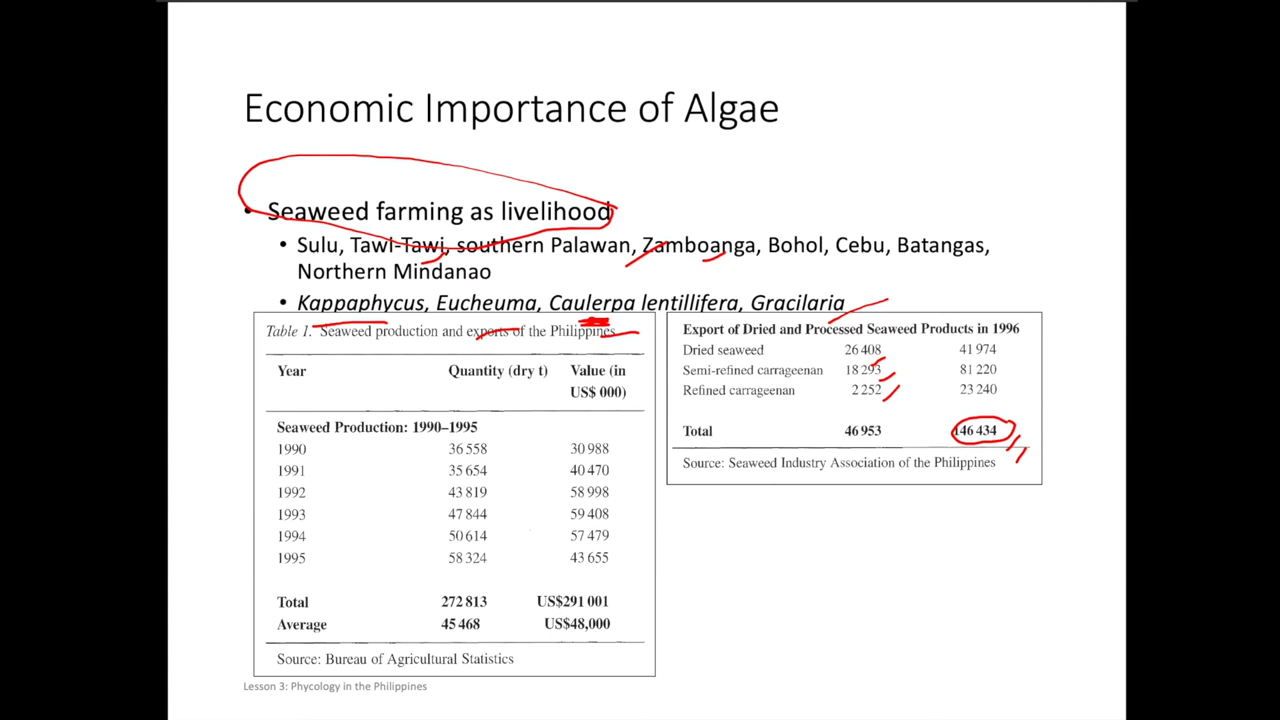 Economic Importance of Algae
• Seaweed farming as livelihood
• Sulu, Tawi-Tawi, southern Palawan, Zamboanga, Bohol, Cebu, Batangas,
Northern Mindanao
• Kappaphycus, Eucheuma, Caulerpa lentillifera, Gracilaria
Table 1. Seaweed production and exports of the Philippines
Year Quantity (dry t) Value (in
US$ 000)
Seaweed Production: 1990–1995
1990 36 558 30 988
1991 35 654 40 470
1992 43 819 58 998
1993 47 844 59 408
1994 50 614 57 479
1995 58 324 43 655
Total 272 813 US$291 001
Average 45 468 US$48,000
Source: Bureau of Agricultural Statistics
Export of Dried and Processed Seaweed Products in 1996
Dried seaweed 26 408 41 974
Semi-refined carrageenan 18 293 81 220
Refined carrageenan 2 252 23 240
Total 46 953 146 434
Source: Seaweed Industry Association of the Philippines
Lesson 3: Phycology in the Philippines